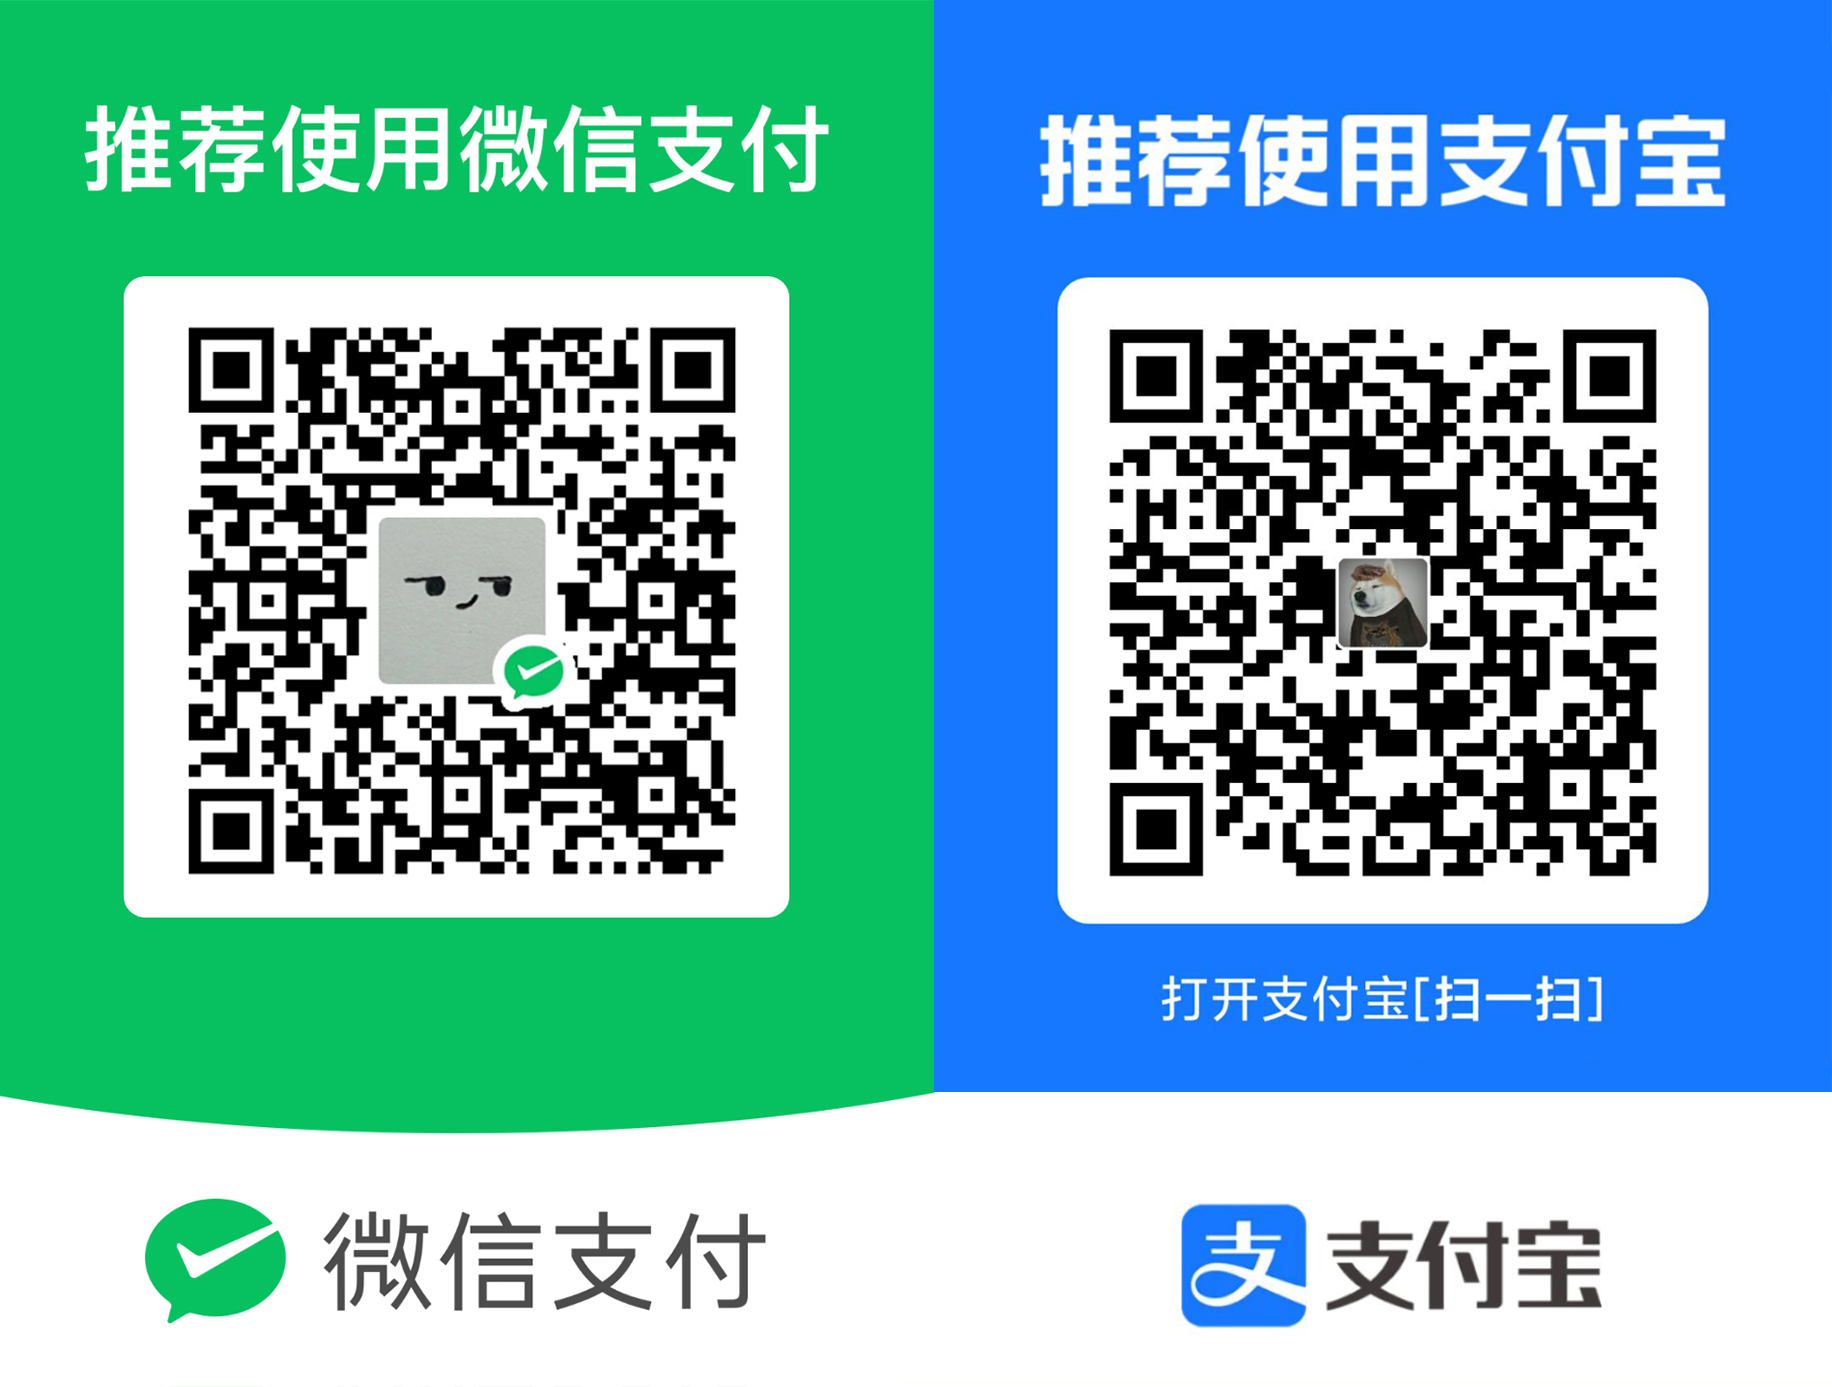 推荐使用微信支付
微信支付
推荐使用支付宝
打开支付宝[扫一扫]
支 支付宝